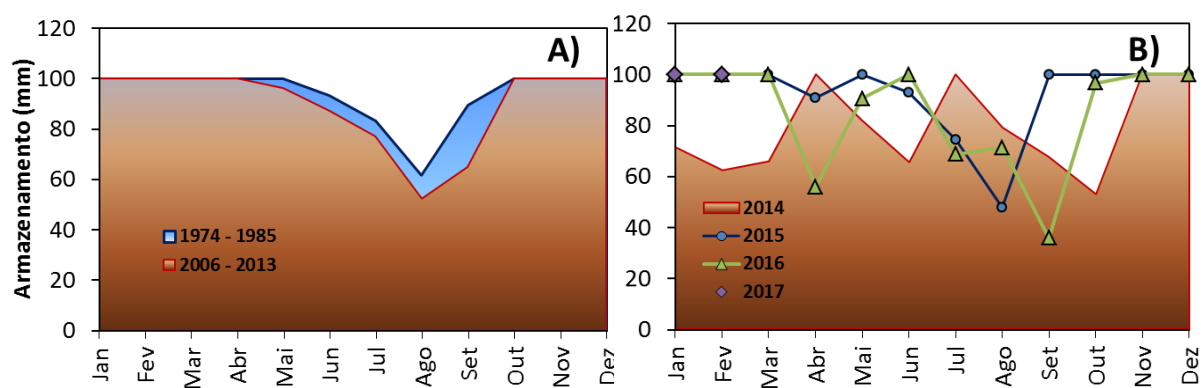 A)
Armazenamento (mm)
120
100
80
60
40
20
0
1974 - 1985
2006 - 2013
Jan
Fev
Mar
Abr
Mai
Jun
Jul
Ago
Set
Out
Nov
Dez
B)
120
100
80
60
40
20
0
2014
2015
2016
2017
Jan
Fev
Mar
Abr
Mai
Jun
Jul
Ago
Set
Out
Nov
Dez